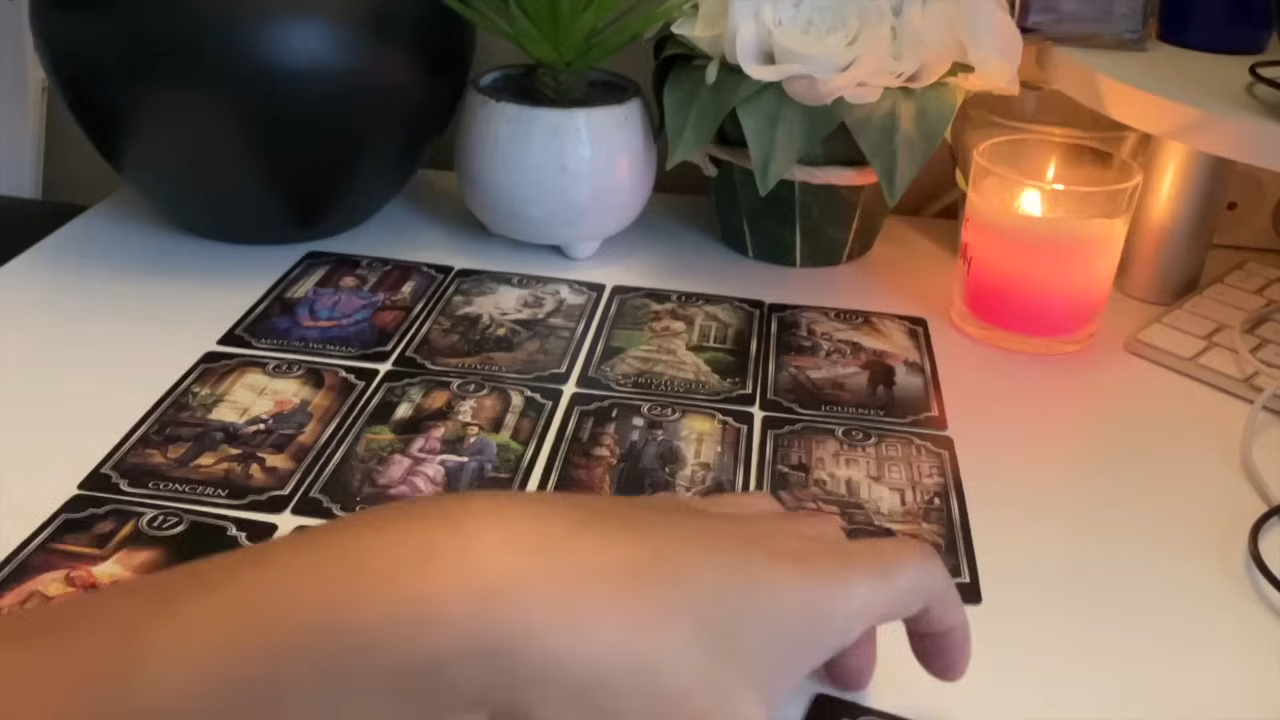 MATURE WOMAN
LOVERS
PRIVILEGED
LADY
10
JOURNEY
33
CONCERN
4
24
9
17